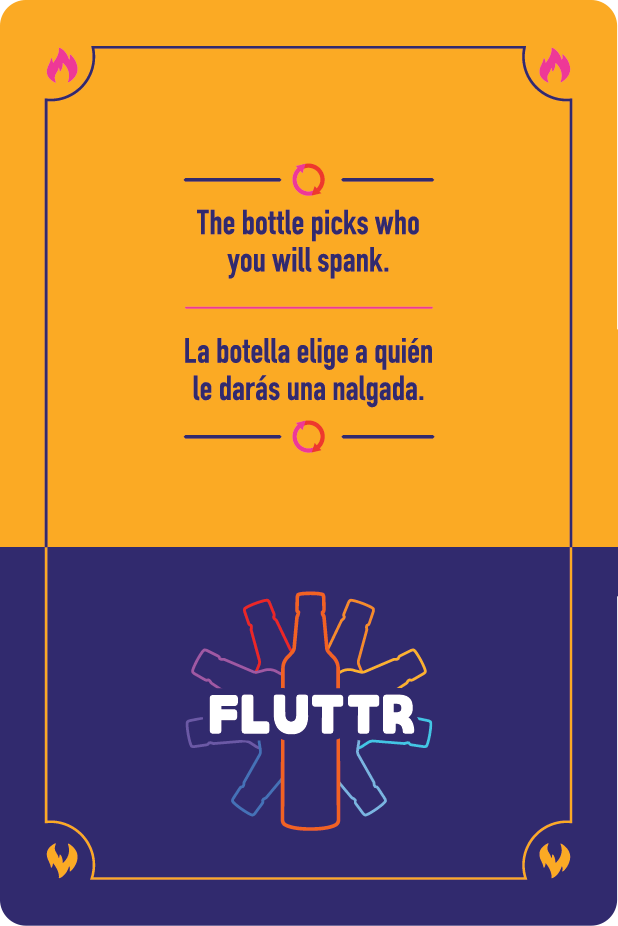 The bottle picks who
you will spank.
La botella elige a quién
le darás una nalgada.
FLUTTR